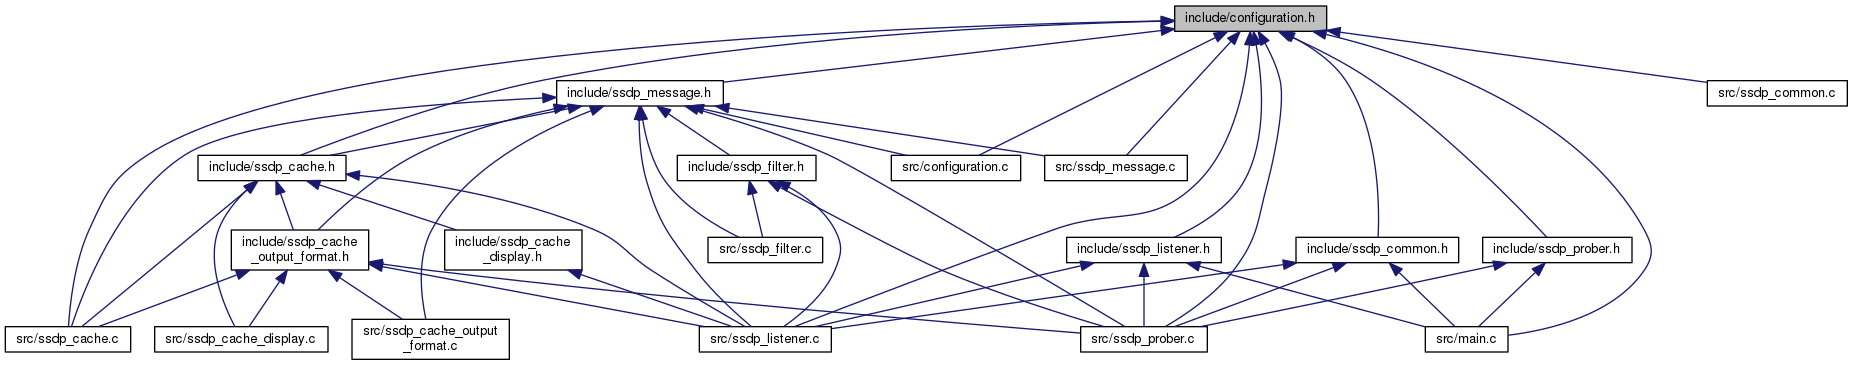 include/configuration.h
include/ssdp_message.h
src/ssdp_common.c
include/ssdp_cache.h
include/ssdp_filter.h
src/configuration.c
src/ssdp_message.c
include/ssdp_cache
_output_format.h
include/ssdp_cache
_display.h
src/ssdp_filter.c
include/ssdp_listener.h
include/ssdp_common.h
include/ssdp_prober.h
src/ssdp_cache.c
src/ssdp_cache_display.c
src/ssdp_cache_output
_format.c
src/ssdp_listener.c
src/ssdp_prober.c
src/main.c